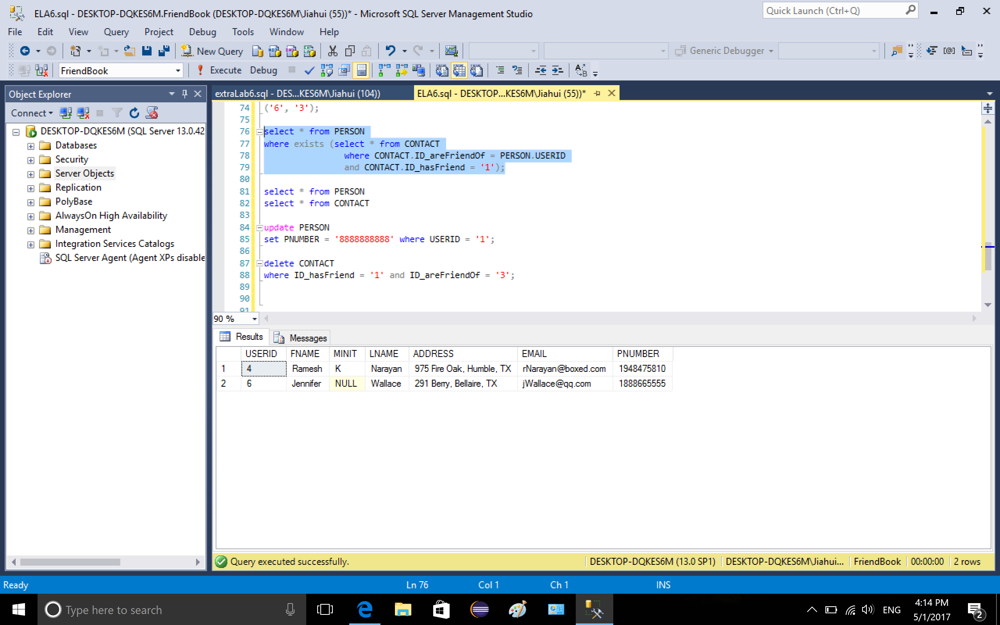 ELA6.sql - DESKTOP-DQKES6M.FriendBook (DESKTOP-DQKES6M\Jiahui (55))* - Microsoft SQL Server Management Studio
Quick Launch (Ctrl+Q)
File Edit View Query Project Debug Tools Window Help
New Query
Generic Debugger
FriendBook
Execute Debug
Object Explorer
Connect
DESKTOP-DQKES6M (SQL Server 13.0.42
Databases
Security
Server Objects
Replication
PolyBase
AlwaysOn High Availability
Management
Integration Services Catalogs
SQL Server Agent (Agent XPs disable
extraLab6.sql - DES...KES6M\Jiahui (104))
ELA6.sql - DESKTOP...KES6M\Jiahui (55))*
74 ('6', '3');
75
76 select * from PERSON
77 where exists (select * from CONTACT
78 where CONTACT.ID_areFriendOf = PERSON.USERID
79 and CONTACT.ID_hasFriend = '1');
80
81 select * from PERSON
82 select * from CONTACT
83
84 update PERSON
85 set PNUMBER = '8888888888' where USERID = '1';
86
87 delete CONTACT
88 where ID_hasFriend = '1' and ID_areFriendOf = '3';
89
90
91
90 %
Results Messages
USERID FNAME MINIT LNAME ADDRESS EMAIL PNUMBER
1 4 Ramesh K Narayan 975 Fire Oak, Humble, TX rNarayan@boxed.com 1948475810
2 6 Jennifer NULL Wallace 291 Berry, Bellaire, TX jWallace@qq.com 1888665555
Query executed successfully.
DESKTOP-DQKES6M (13.0 SP1) DESKTOP-DQKES6M\Jiahui... FriendBook 00:00:00 2 rows
Ready Ln 76 Col 1 Ch 1 INS
Type here to search
ENG
4:14 PM
5/1/2017
2